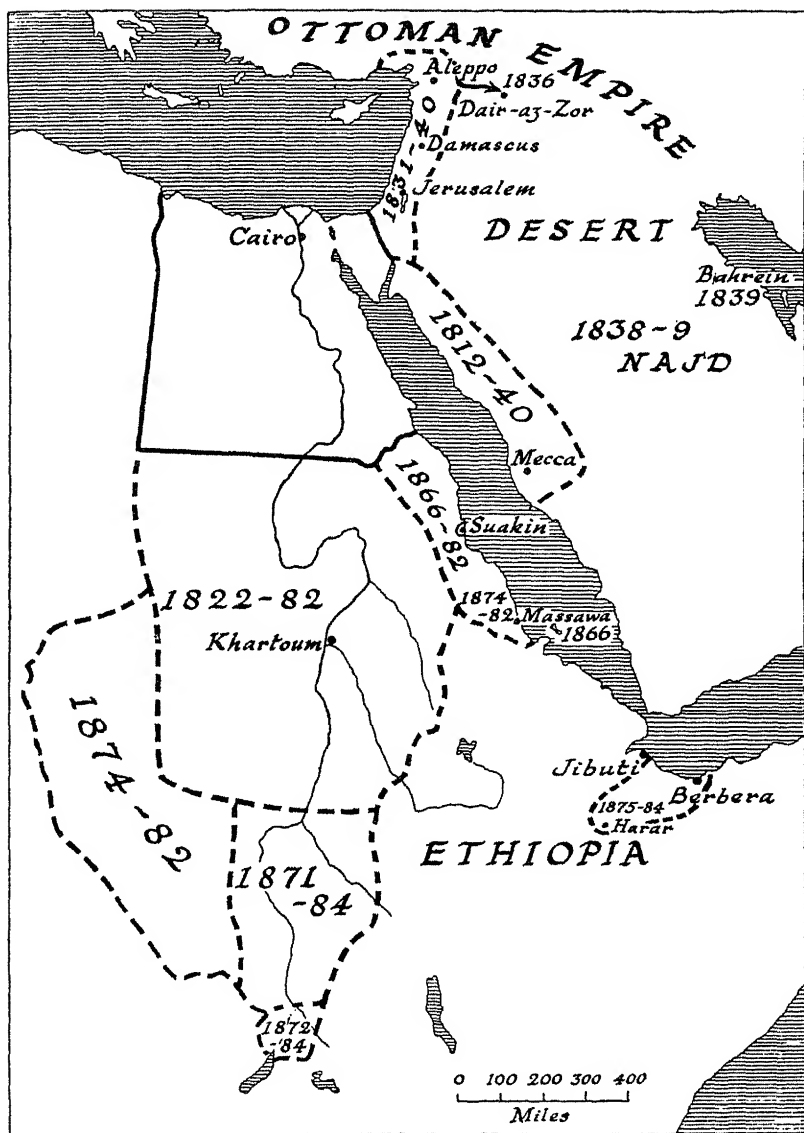 OTTOMAN EMPIRE
Aleppo
1836
Dair-az-Zor
1831-40
Damascus
Jerusalem
Cairo
DESERT
Bahrein
1839
1838-9
NAJD
1812-40
Mecca
1866-82
Suakin
1822-82
1874
-82
Massawa
1866
Khartoum
1874-82
Jibuti
Berbera
1875-84
Harar
ETHIOPIA
1871
-84
1872
-'84
0 100 200 300 400
Miles